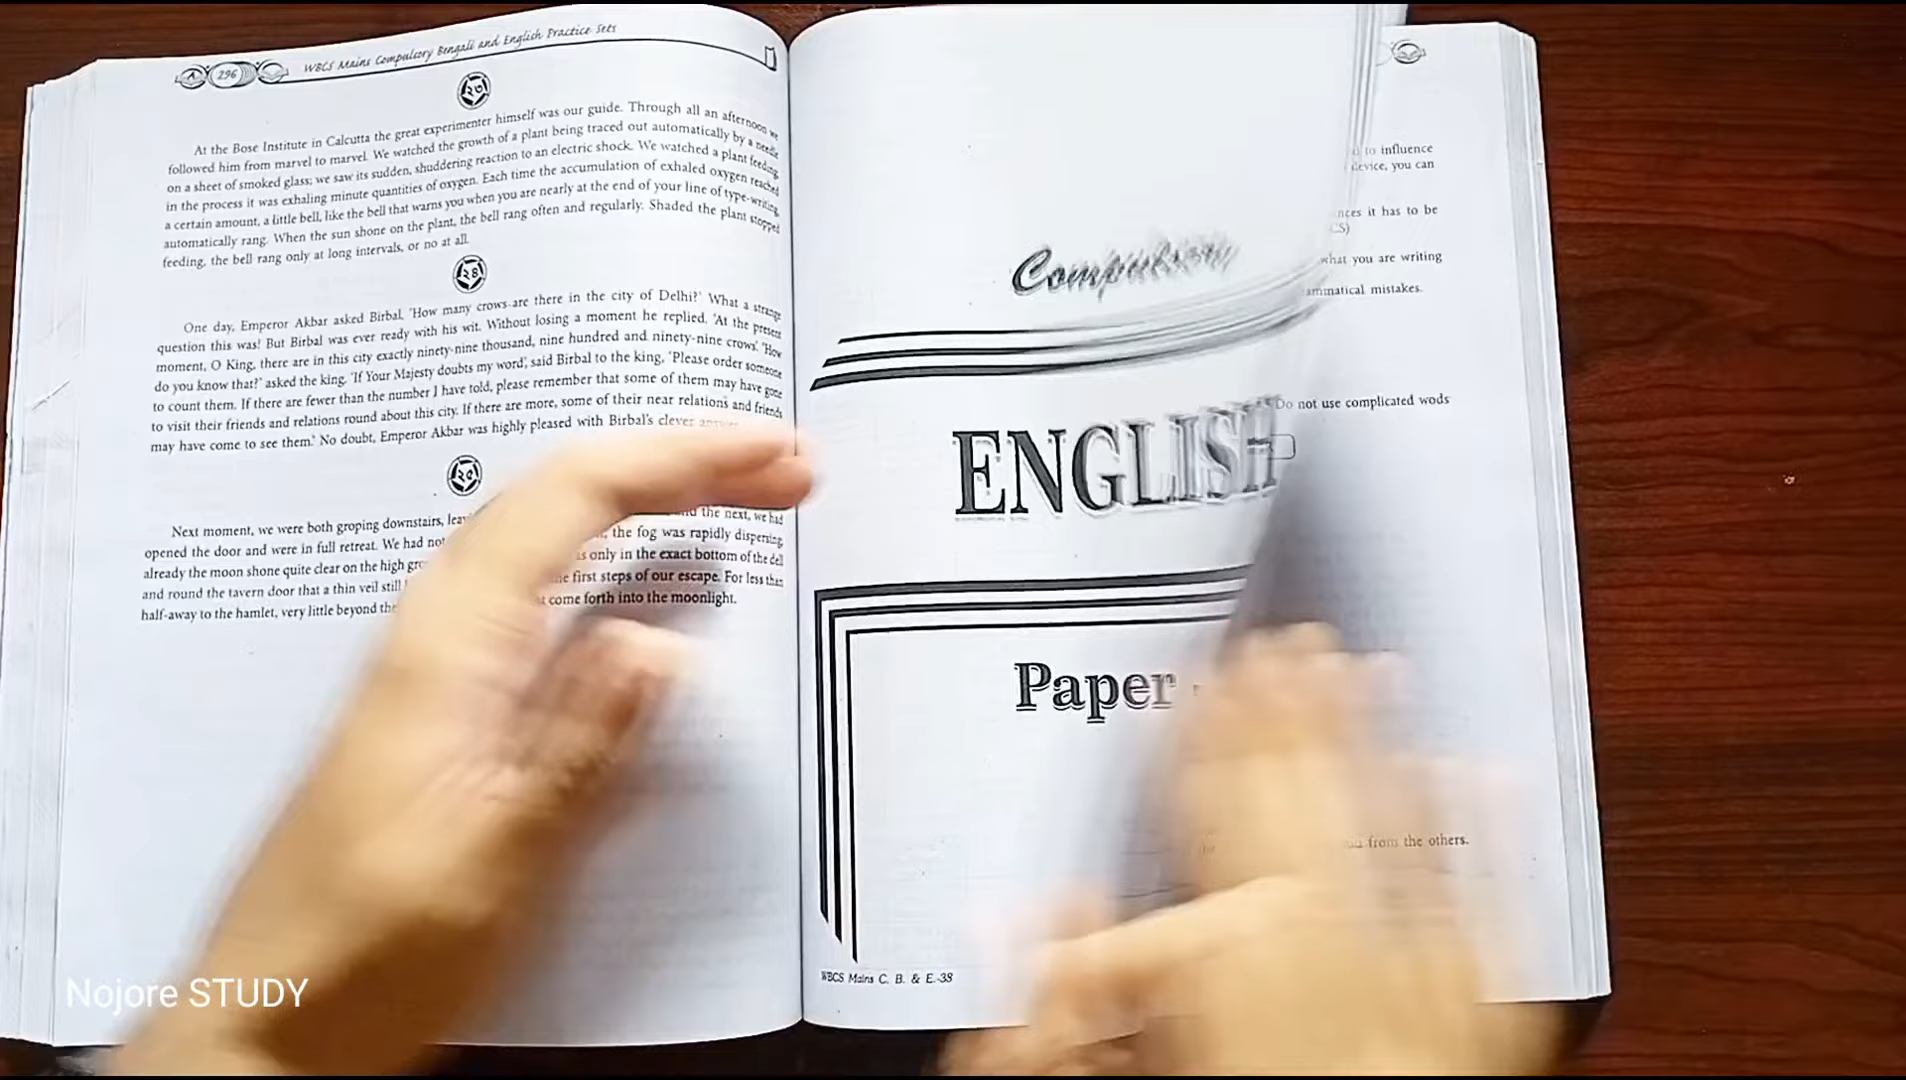 296
WBCS Mains Compulsory Bengali and English Practice Sets
২৩
At the Bose Institute in Calcutta the great experimenter himself was our guide. Through all an afternoon we
followed him from marvel to marvel. We watched the growth of a plant being traced out automatically by a needle
on a sheet of smoked glass; we saw its sudden, shuddering reaction to an electric shock. We watched a plant feeding,
in the process it was exhaling minute quantities of oxygen. Each time the accumulation of exhaled oxygen reached
a certain amount, a little bell, like the bell that warns you when you are nearly at the end of your line of type-writing,
automatically rang. When the sun shone on the plant, the bell rang often and regularly. Shaded the plant stopped
feeding, the bell rang only at long intervals, or no at all.
২৪
One day, Emperor Akbar asked Birbal, 'How many crows are there in the city of Delhi?' What a strange
question this was! But Birbal was ever ready with his wit. Without losing a moment he replied. 'At the present
moment, O King, there are in this city exactly ninety-nine thousand, nine hundred and ninety-nine crows'. 'How
do you know that?' asked the king. 'If Your Majesty doubts my word', said Birbal to the king, 'Please order someone
to count them. If there are fewer than the number I have told, please remember that some of them may have gone
to visit their friends and relations round about this city. If there are more, some of their near relations and friends
may have come to see them.' No doubt, Emperor Akbar was highly pleased with Birbal's clever
২৫
Next moment, we were both groping downstairs, and the next, we had
opened the door and were in full retreat. We had not the fog was rapidly dispersing,
already the moon shone quite clear on the high only in the exact bottom of the dell
and round the tavern door that a thin veil still first steps of our escape. For less than
half-away to the hamlet, very little beyond the come forth into the moonlight.
Compulsory
ENGLISH
Paper
WBCS Mains C. B. & E.-38
to influence
device, you can
it has to be
what you are writing
mistakes.
Do not use complicated wods
from the others.
Nojore STUDY